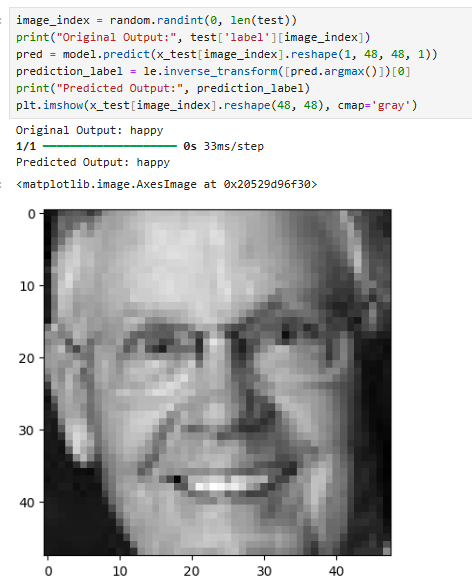 image_index = random.randint(0, len(test))
print("Original Output:", test['label'][image_index])
pred = model.predict(x_test[image_index].reshape(1, 48, 48, 1))
prediction_label = le.inverse_transform([pred.argmax()])[0]
print("Predicted Output:", prediction_label)
plt.imshow(x_test[image_index].reshape(48, 48), cmap='gray')
Original Output: happy
1/1 ━━━━━━━━━━━━━━━━━━━━ 0s 33ms/step
Predicted Output: happy
<matplotlib.image.AxesImage at 0x20529d96f30>
0
10
20
30
40
0 10 20 30 40